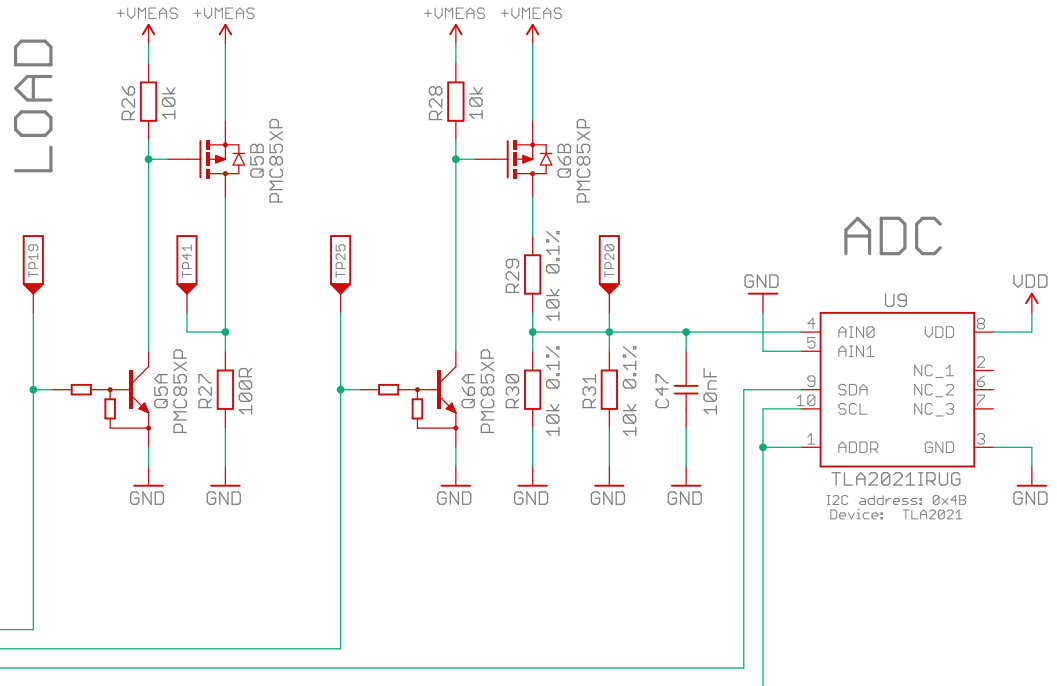 LOAD
+VMEAS
+VMEAS
+VMEAS
+VMEAS
R26
10k
Q5B
PMC85XP
R28
10k
Q6B
PMC85XP
TP19
TP41
TP25
R29
10k 0.1%
TP20
ADC
GND
VDD
U9
4
AIN0
VDD
8
5
AIN1
NC_1
2
9
SDA
NC_2
6
10
SCL
NC_3
7
1
ADDR
GND
3
Q5A
PMC85XP
R27
100R
Q6A
PMC85XP
R30
10k 0.1%
R31
10k 0.1%
C47
10nF
TLA2021IRUG
I2C address: 0x4B
Device: TLA2021
GND
GND
GND
GND
GND
GND
GND